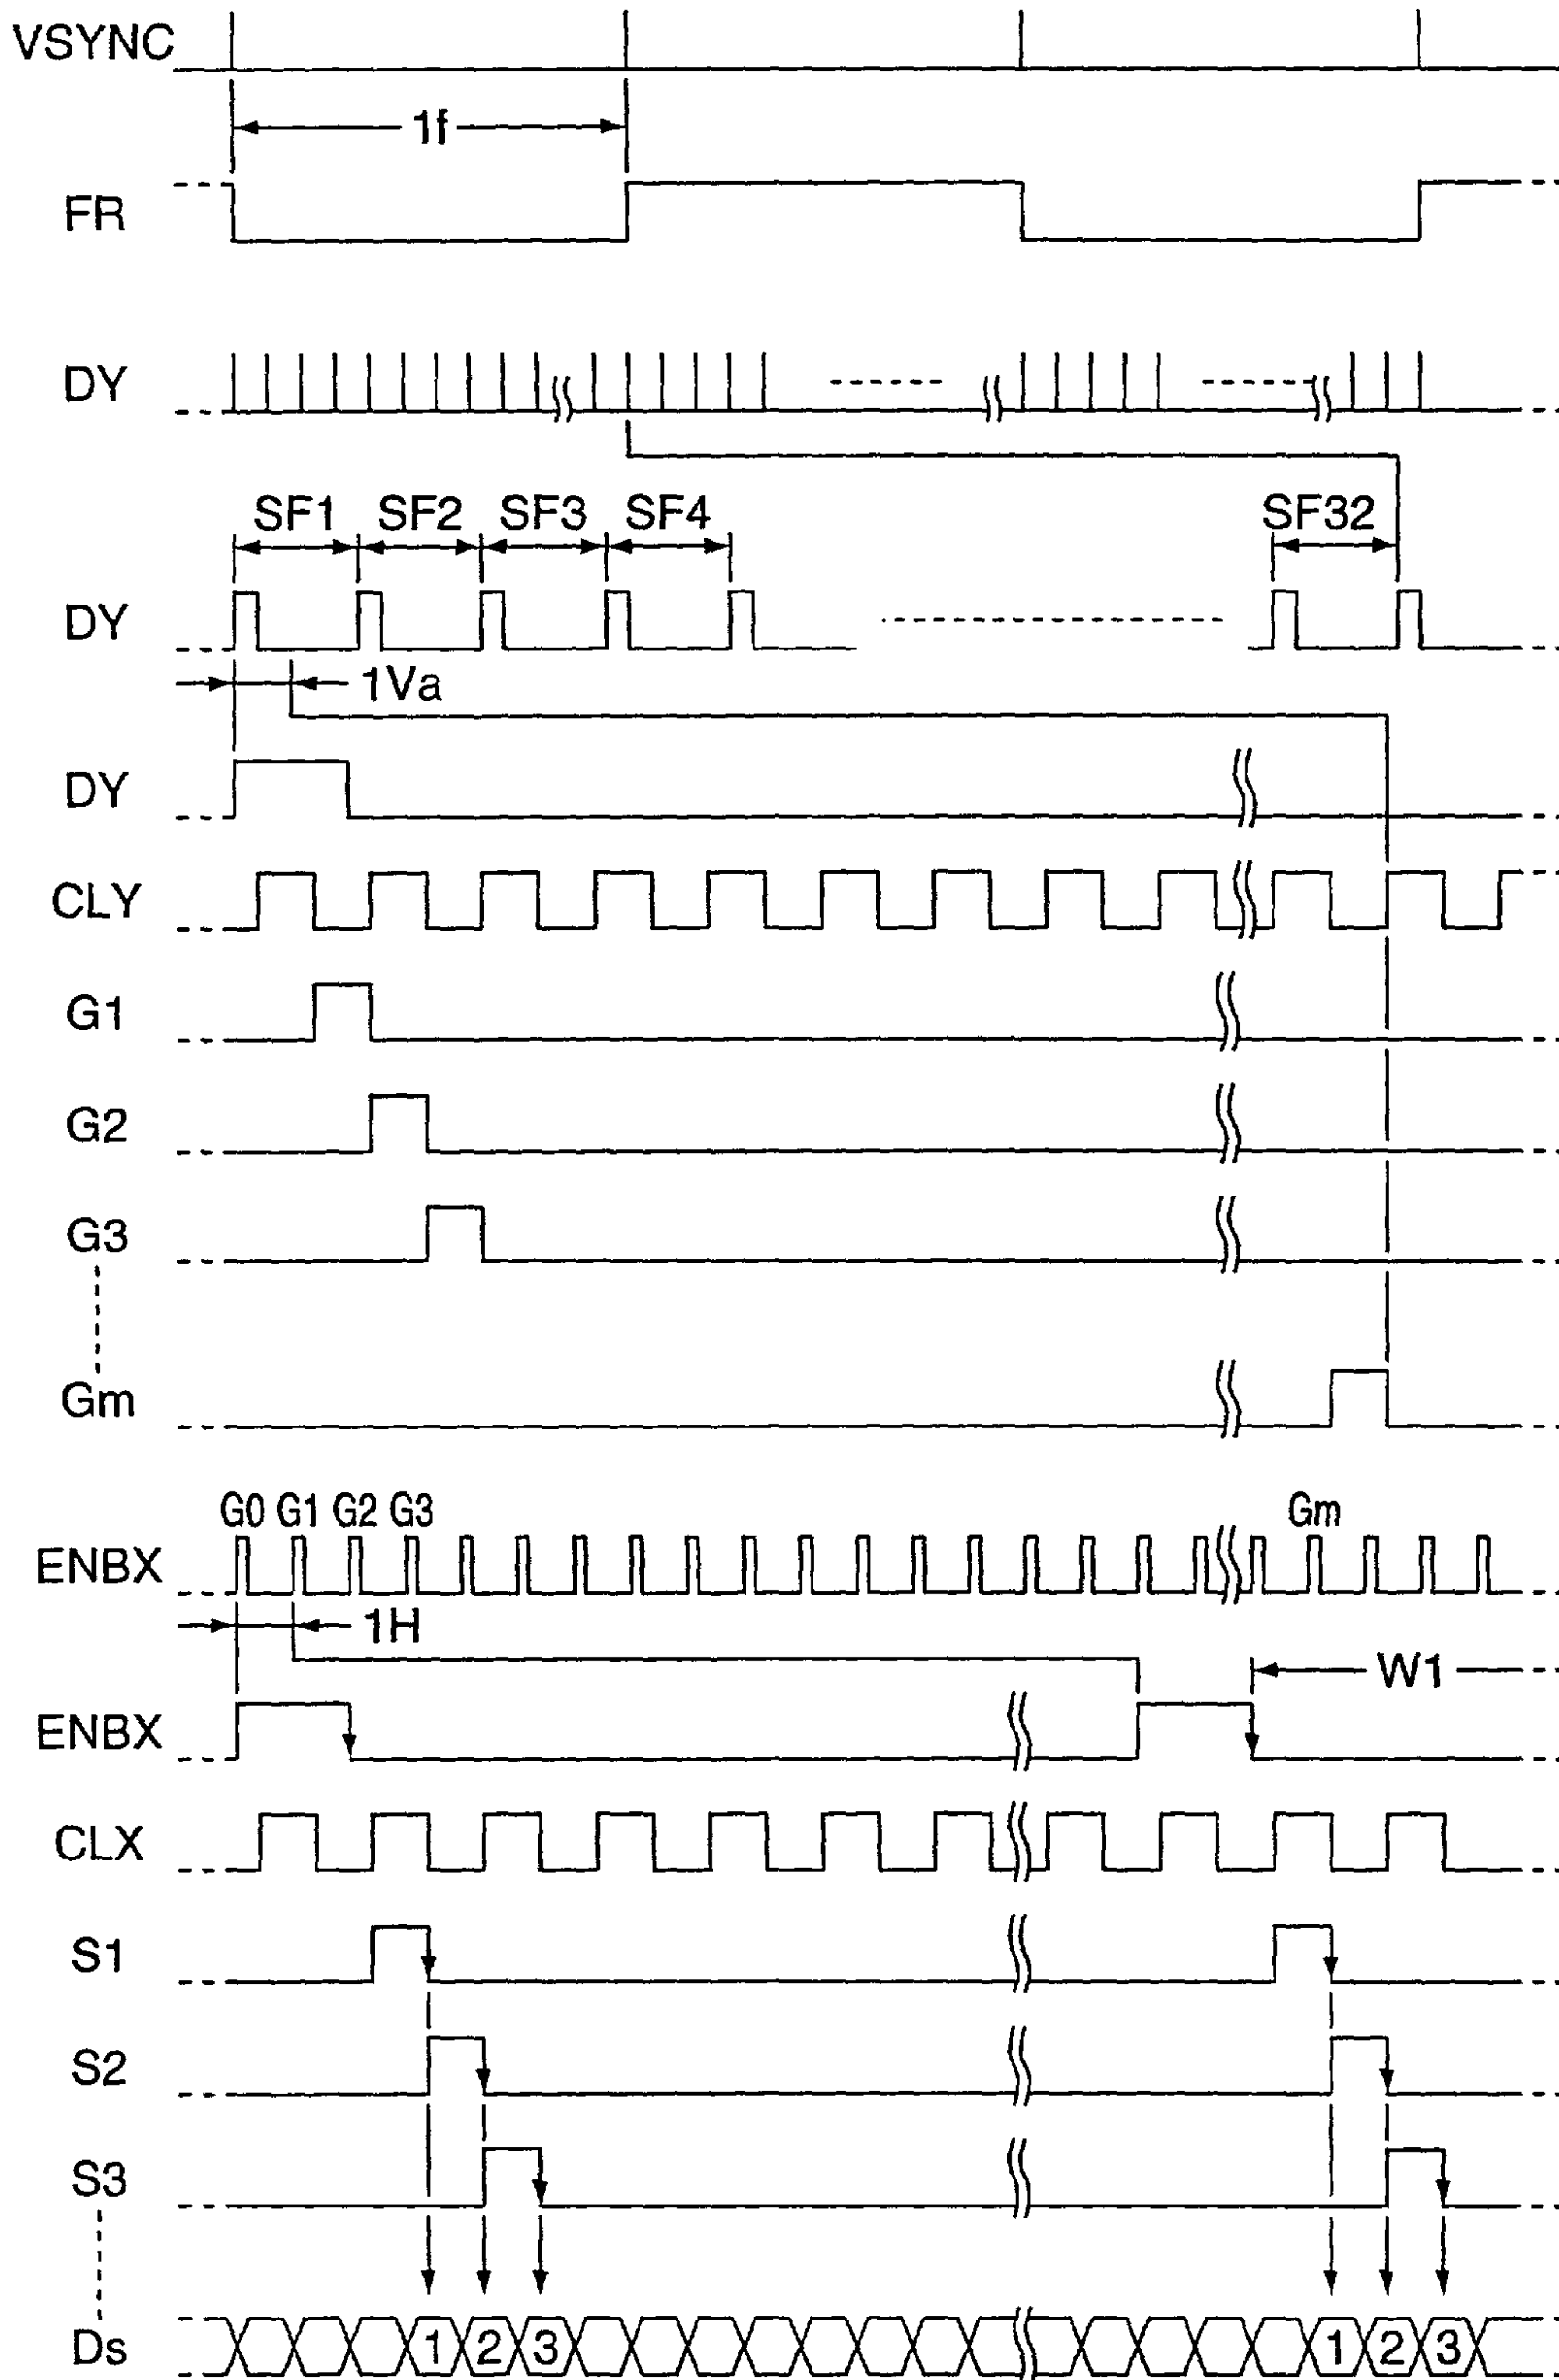 VSYNC
1f
FR
DY
SF1 SF2 SF3 SF4 SF32
DY
1Va
DY
CLY
G1
G2
G3
Gm
G0 G1 G2 G3 Gm
ENBX
1H
W1
ENBX
CLX
S1
S2
S3
Ds 1 2 3 1 2 3